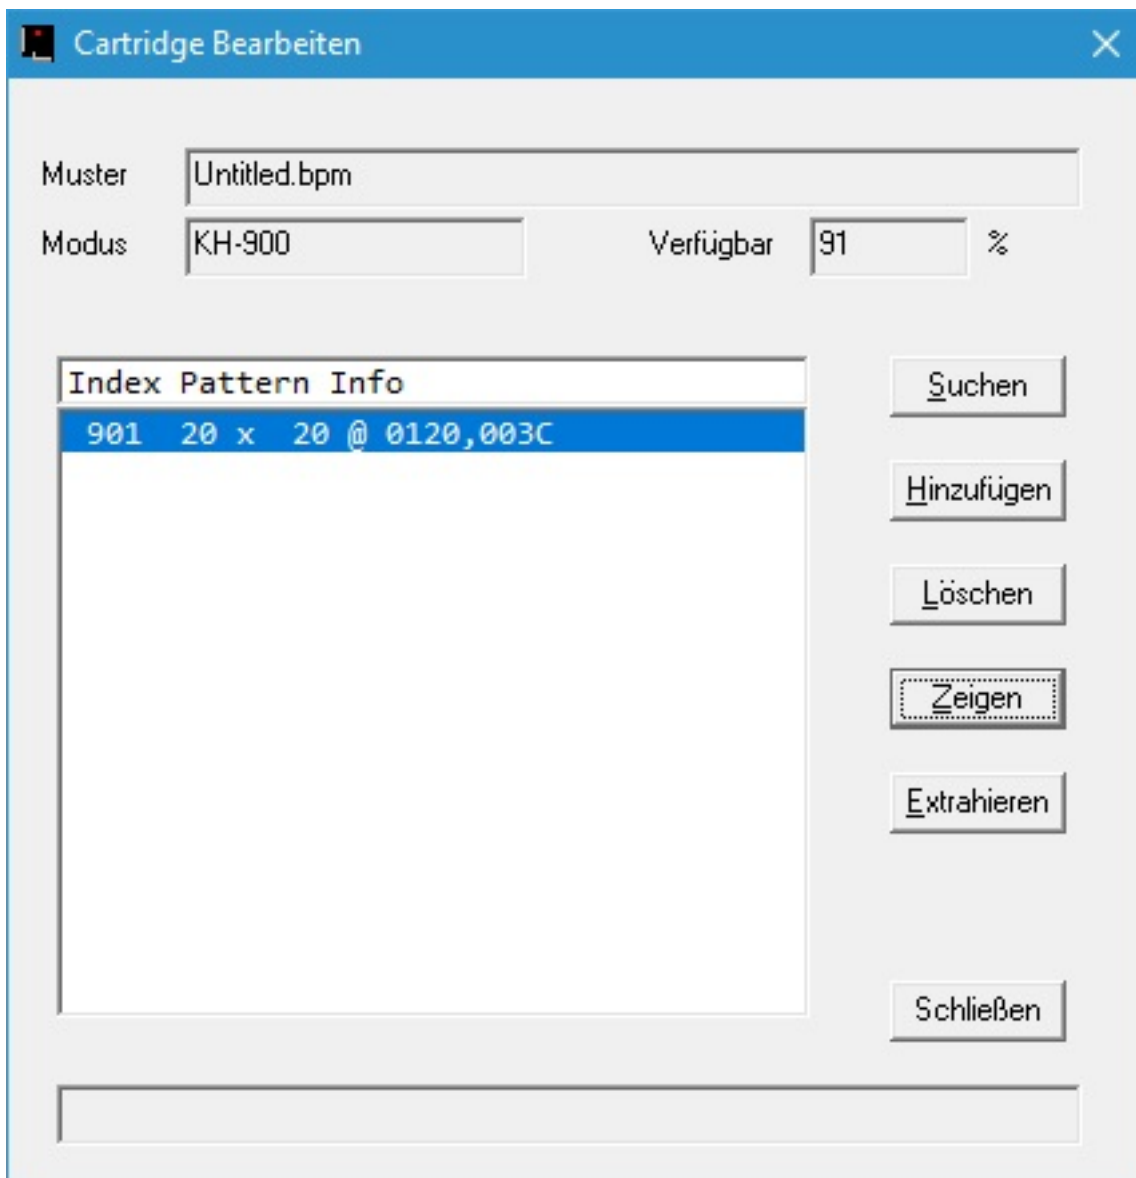 Cartridge Bearbeiten
Muster Untitled.bpm
Modus KH-900 Verfügbar 91 %
Index Pattern Info
901 20 x 20 @ 0120,003C
Suchen
Hinzufügen
Löschen
Zeigen
Extrahieren
Schließen